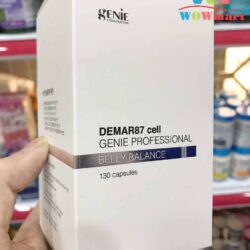 WOWmart
GENiE
DEMAR87 cell
GENIE PROFESSIONAL
BELLY BALANCE
130 capsules